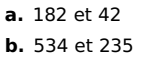 a. 182 et 42
b. 534 et 235